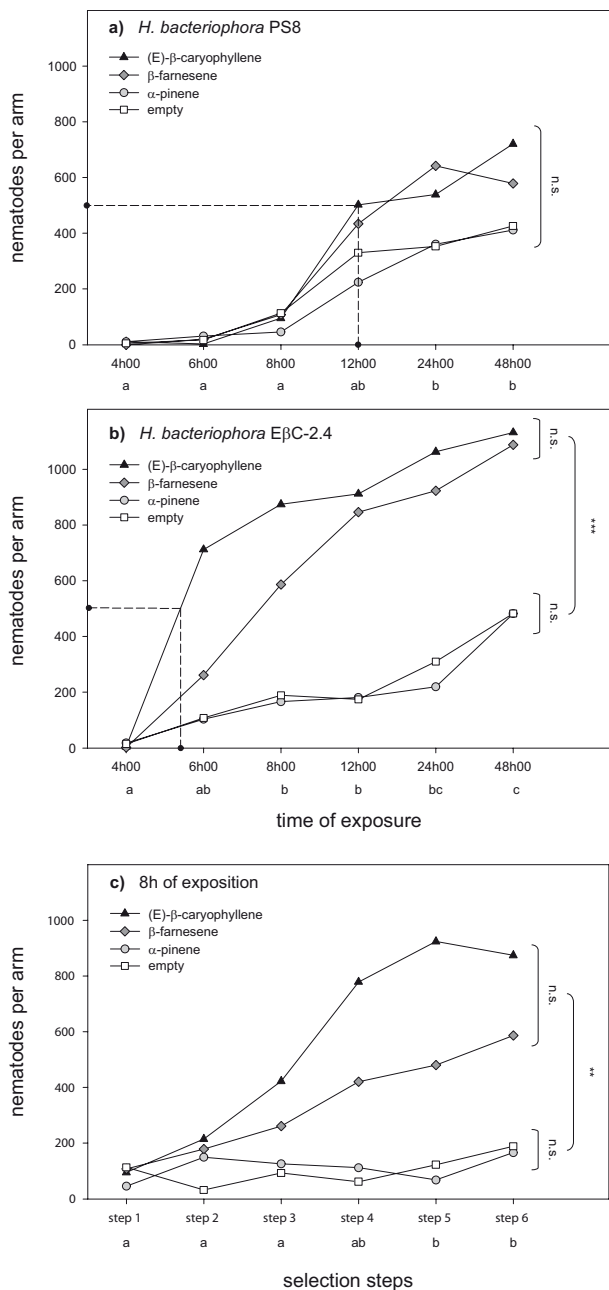 a) H. bacteriophora PS8
(E)-β-caryophyllene
β-farnesene
α-pinene
empty
nematodes per arm
1000
800
600
400
200
0
n.s.
4h00 6h00 8h00 12h00 24h00 48h00
a a a ab b b
b) H. bacteriophora EβC-2.4
(E)-β-caryophyllene
β-farnesene
α-pinene
empty
nematodes per arm
1000
800
600
400
200
0
n.s.
***
n.s.
4h00 6h00 8h00 12h00 24h00 48h00
a ab b b bc c
time of exposure
c) 8h of exposition
(E)-β-caryophyllene
β-farnesene
α-pinene
empty
nematodes per arm
1000
800
600
400
200
0
n.s.
**
n.s.
step 1 step 2 step 3 step 4 step 5 step 6
a a a ab b b
selection steps